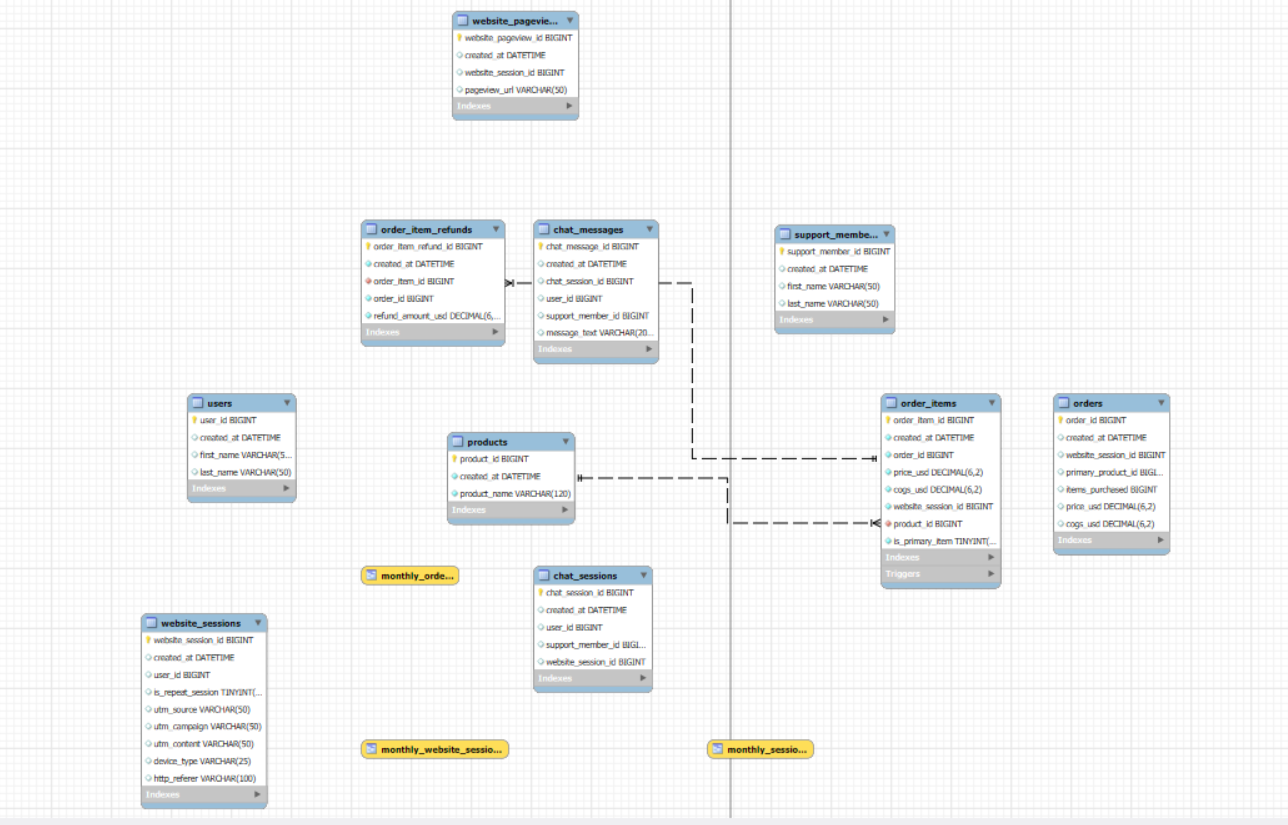 website_pagevie...
website_pageview_id BIGINT
created_at DATETIME
website_session_id BIGINT
pageview_url VARCHAR(50)
Indexes
order_item_refunds
order_item_refund_id BIGINT
created_at DATETIME
order_item_id BIGINT
order_id BIGINT
refund_amount_usd DECIMAL(6,...
Indexes
chat_messages
chat_message_id BIGINT
created_at DATETIME
chat_session_id BIGINT
user_id BIGINT
support_member_id BIGINT
message_text VARCHAR(20...
Indexes
support_membe...
support_member_id BIGINT
created_at DATETIME
first_name VARCHAR(50)
last_name VARCHAR(50)
Indexes
users
user_id BIGINT
created_at DATETIME
first_name VARCHAR(5...
last_name VARCHAR(50)
Indexes
products
product_id BIGINT
created_at DATETIME
product_name VARCHAR(120)
Indexes
order_items
order_item_id BIGINT
created_at DATETIME
order_id BIGINT
price_usd DECIMAL(6,2)
cogs_usd DECIMAL(6,2)
website_session_id BIGINT
product_id BIGINT
is_primary_item TINYINT(...
Indexes
Triggers
orders
order_id BIGINT
created_at DATETIME
website_session_id BIGINT
primary_product_id BIGI...
items_purchased BIGINT
price_usd DECIMAL(6,2)
cogs_usd DECIMAL(6,2)
Indexes
monthly_orde...
chat_sessions
chat_session_id BIGINT
created_at DATETIME
user_id BIGINT
support_member_id BIGI...
website_session_id BIGINT
Indexes
website_sessions
website_session_id BIGINT
created_at DATETIME
user_id BIGINT
is_repeat_session TINYINT(...
utm_source VARCHAR(50)
utm_campaign VARCHAR(50)
utm_content VARCHAR(50)
device_type VARCHAR(25)
http_referer VARCHAR(100)
Indexes
monthly_website_sessio...
monthly_sessio...